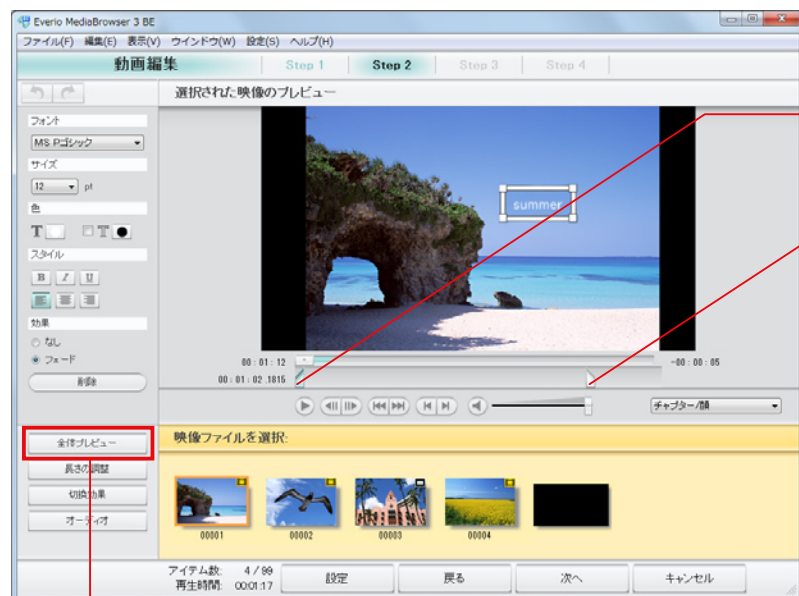 Everio MediaBrowser 3 BE
ファイル(F) 編集(E) 表示(V) ウインドウ(W) 設定(S) ヘルプ(H)
動画編集 Step 1 Step 2 Step 3 Step 4
選択された映像のプレビュー
フォント
MS Pゴシック
サイズ
12 pt
色
T T
スタイル
B I U
効果
なし
フェード
削除
summer
00 : 01 : 12 -00 : 00 : 05
00 : 01 : 02 .1815
チャプター/顔
全体プレビュー
長さの調整
切換効果
オーディオ
映像ファイルを選択:
00001 00002 00003 00004
アイテム数: 4 / 99
再生時間: 00:01:17
設定 戻る 次へ キャンセル